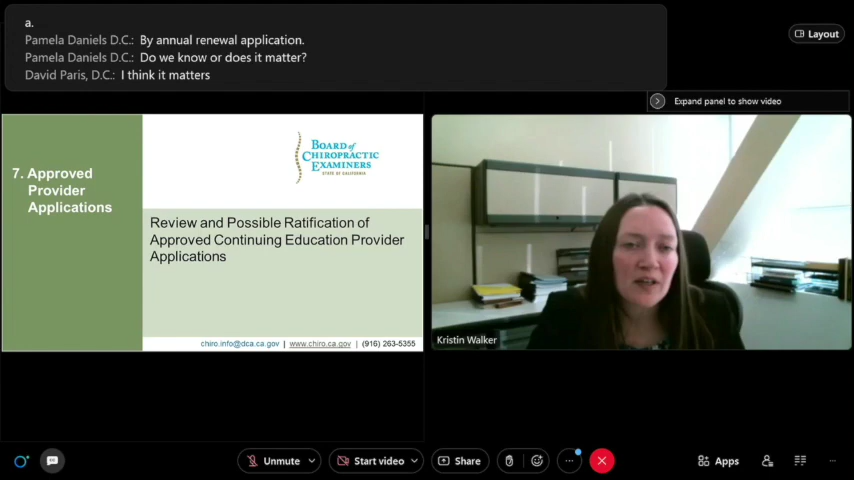 a.
Pamela Daniels D.C.: By annual renewal application.
Pamela Daniels D.C.: Do we know or does it matter?
David Paris, D.C.: I think it matters
Layout
Expand panel to show video
7. Approved
Provider
Applications
BOARD of
CHIROPRACTIC
EXAMINERS
STATE OF CALIFORNIA
Review and Possible Ratification of
Approved Continuing Education Provider
Applications
chiro.info@dca.ca.gov | www.chiro.ca.gov | (916) 263-5355
Kristin Walker
Unmute
Start video
Share
Apps